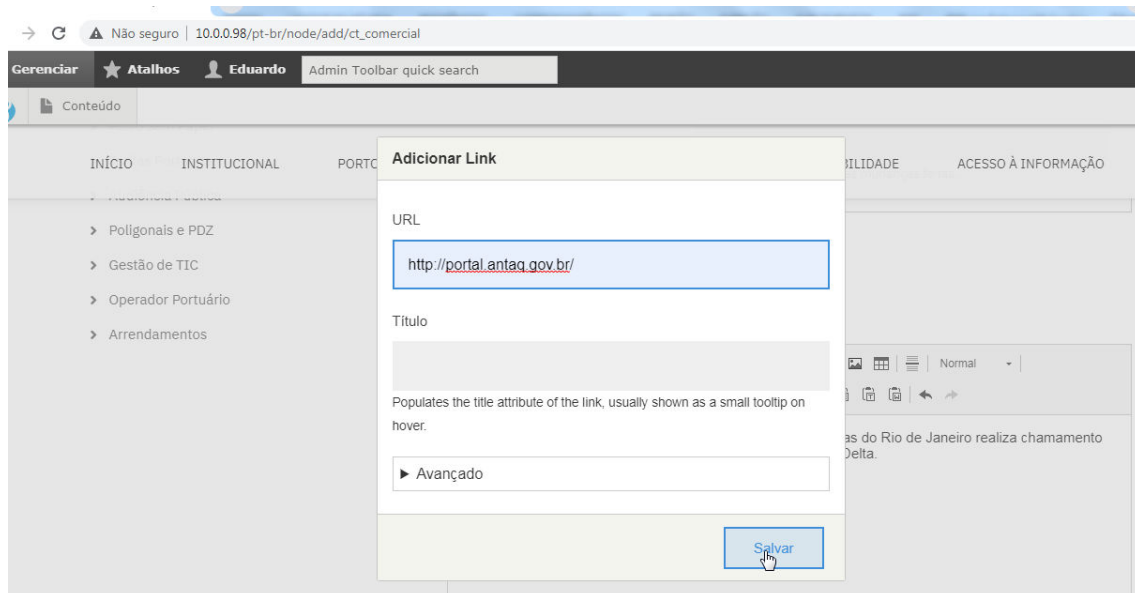 Não seguro | 10.0.0.98/pt-br/node/add/ct_comercial
Gerenciar Atalhos Eduardo Admin Toolbar quick search
Conteúdo
INÍCIO INSTITUCIONAL ACESSO À INFORMAÇÃO
Poligonais e PDZ
Gestão de TIC
Operador Portuário
Arrendamentos
Adicionar Link
URL
http://portal.antaq.gov.br/
Título
Populates the title attribute of the link, usually shown as a small tooltip on
hover.
Avançado
Salvar
Normal
as do Rio de Janeiro realiza chamamento
Delta.